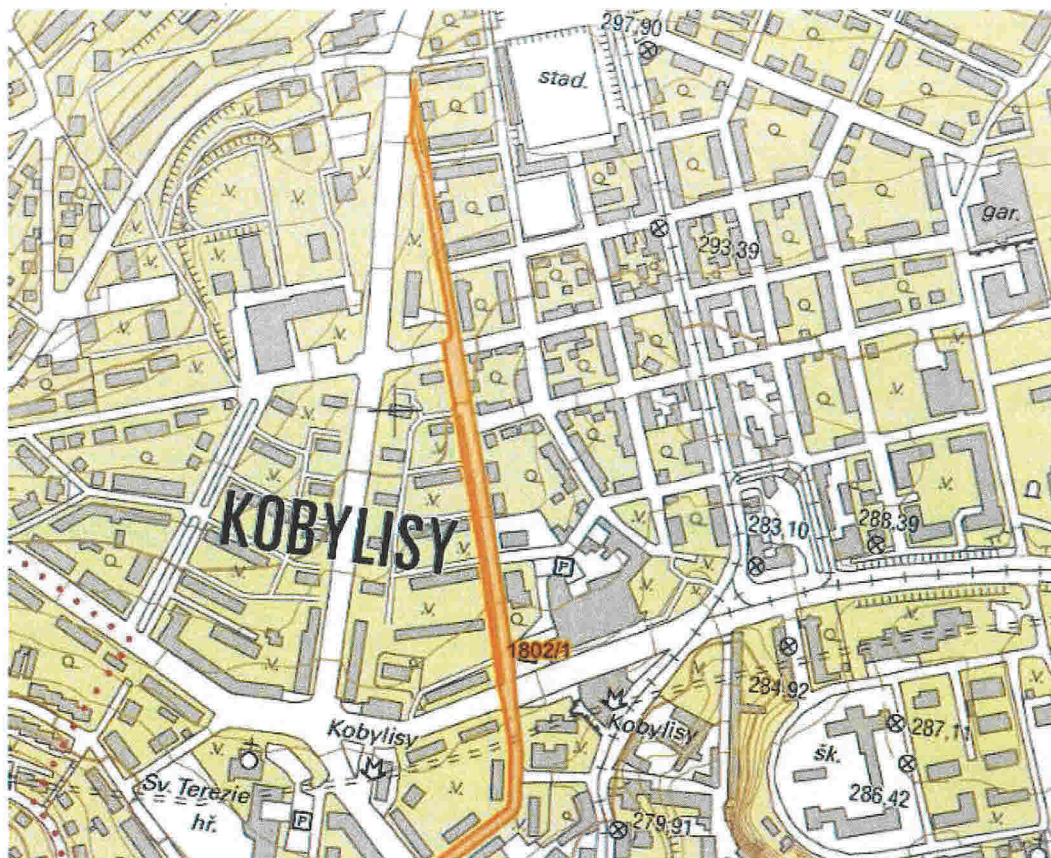 297,90
stad.
gar.
293,39
KOBYLISY
283,10
288,39
P
1802/1
284,92
Kobylisy
Kobylisy
287,11
šk.
Sv. Terezie
hř.
286,42
P
279,91